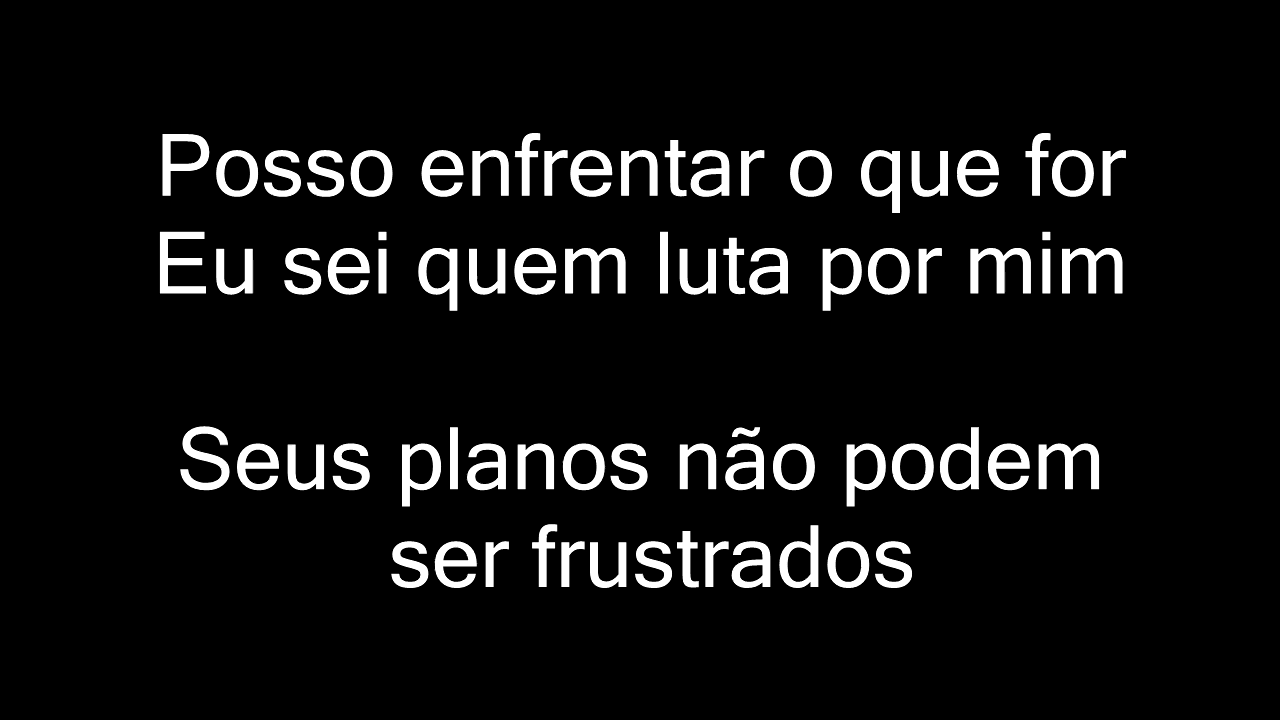 Posso enfrentar o que for
Eu sei quem luta por mim
Seus planos não podem
ser frustrados